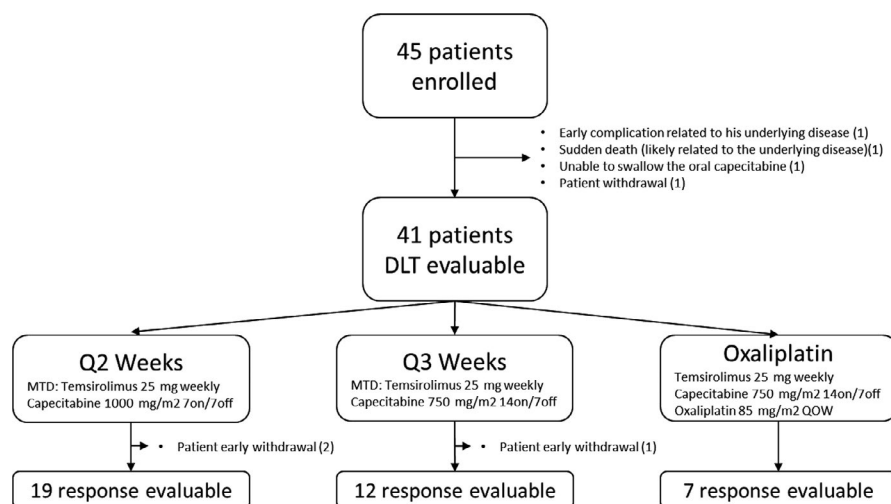 45 patients
enrolled
• Early complication related to his underlying disease (1)
• Sudden death (likely related to the underlying disease)(1)
• Unable to swallow the oral capecitabine (1)
• Patient withdrawal (1)
41 patients
DLT evaluable
Q2 Weeks
MTD: Temsirolimus 25 mg weekly
Capecitabine 1000 mg/m2 7on/7off
Q3 Weeks
MTD: Temsirolimus 25 mg weekly
Capecitabine 750 mg/m2 14on/7off
Oxaliplatin
Temsirolimus 25 mg weekly
Capecitabine 750 mg/m2 14on/7off
Oxaliplatin 85 mg/m2 QOW
• Patient early withdrawal (2)
• Patient early withdrawal (1)
19 response evaluable
12 response evaluable
7 response evaluable